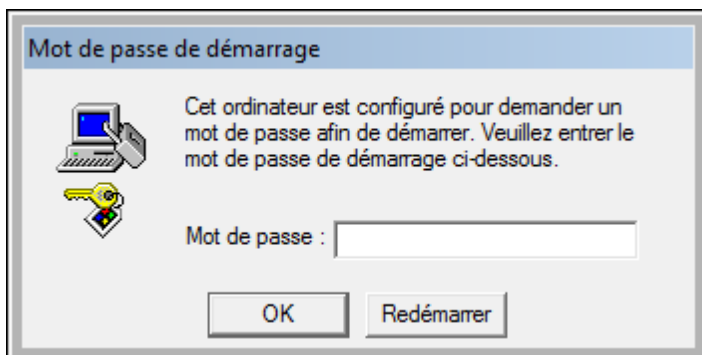 Mot de passe de démarrage
Cet ordinateur est configuré pour demander un
mot de passe afin de démarrer. Veuillez entrer le
mot de passe de démarrage ci-dessous.
Mot de passe :
OK
Redémarrer